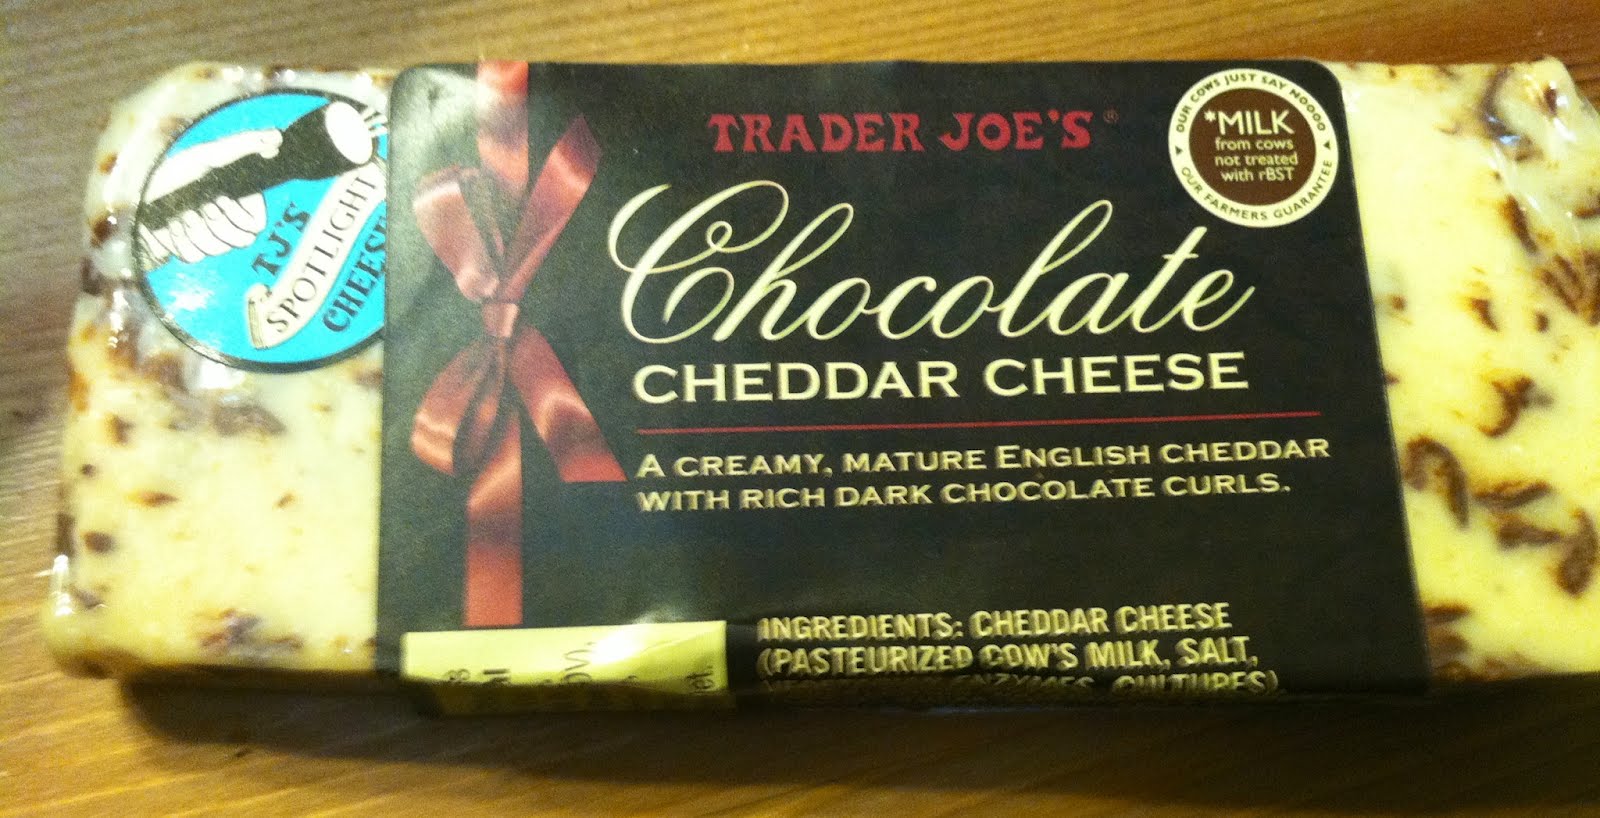 TJ'S
SPOTLIGHT
CHEESE
TRADER JOE'S®
OUR COWS JUST SAY NOOOO
*MILK
from cows
not treated
with rBST
OUR FARMERS GUARANTEE
Chocolate
CHEDDAR CHEESE
A CREAMY, MATURE ENGLISH CHEDDAR
WITH RICH DARK CHOCOLATE CURLS.
INGREDIENTS: CHEDDAR CHEESE
(PASTEURIZED COW'S MILK, SALT,
ENZYMES, CULTURES),